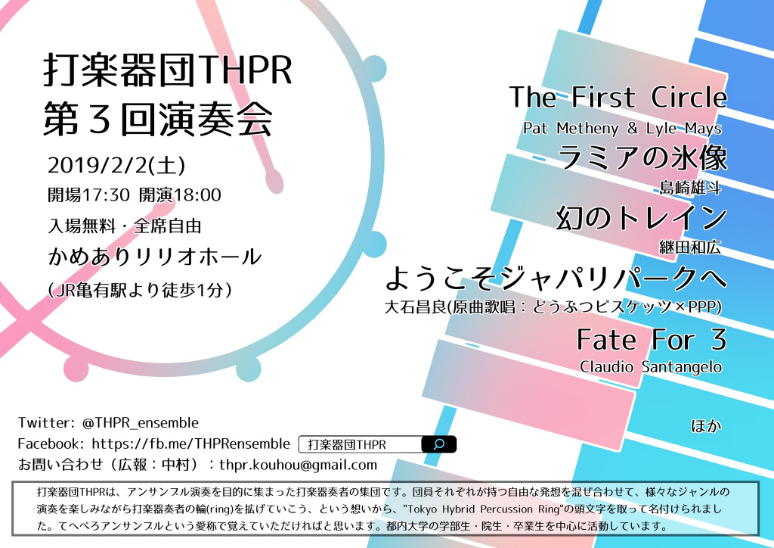 打楽器団THPR
第３回演奏会
2019/2/2(土)
開場17:30 開演18:00
入場無料・全席自由
かめありリリオホール
(JR亀有駅より徒歩1分)
The First Circle
Pat Metheny & Lyle Mays
ラミアの氷像
島崎雄斗
幻のトレイン
継田和広
ようこそジャパリパークへ
大石昌良(原曲歌唱：どうぶつビスケッツ×PPP)
Fate For 3
Claudio Santangelo
ほか
Twitter: @THPR_ensemble
Facebook: https://fb.me/THPRensemble 打楽器団THPR
お問い合わせ（広報：中村）：thpr.kouhou@gmail.com
打楽器団THPRは、アンサンブル演奏を目的に集まった打楽器奏者の集団です。団員それぞれが持つ自由な発想を混ぜ合わせて、様々なジャンルの
演奏を楽しみながら打楽器奏者の輪(ring)を拡げていこう、という想いから、"Tokyo Hybrid Percussion Ring"の頭文字を取って名付けられまし
た。てへぺろアンサンブルという愛称で覚えていただければと思います。都内大学の学部生・院生・卒業生を中心に活動しています。